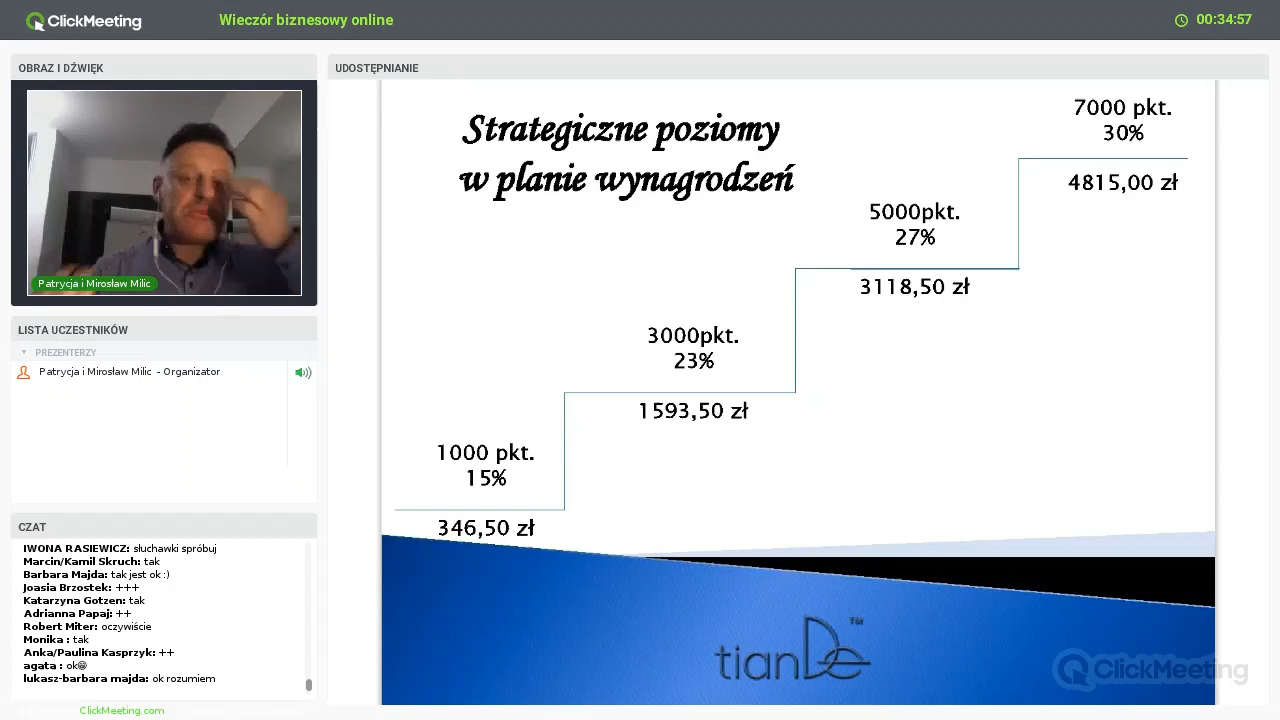 ClickMeeting
Wieczór biznesowy online
00:34:57
OBRAZ I DŹWIĘK
Patrycja i Mirosław Milic
LISTA UCZESTNIKÓW
PREZENTERZY
Patrycja i Mirosław Milic - Organizator
CZAT
IWONA RASIEWICZ: słuchawki spróbuj
Marcin/Kamil Skruch: tak
Barbara Majda: tak jest ok :)
Joasia Brzostek: +++
Katarzyna Gotzen: tak
Adrianna Papaj: ++
Robert Miter: oczywiście
Monika : tak
Anka/Paulina Kasprzyk: ++
agata : ok😁
lukasz-barbara majda: ok rozumiem
ClickMeeting.com
UDOSTĘPNIANIE
Strategiczne poziomy
w planie wynagrodzeń
7000 pkt.
30%
4815,00 zł
5000pkt.
27%
3118,50 zł
3000pkt.
23%
1593,50 zł
1000 pkt.
15%
346,50 zł
tianDe™
ClickMeeting